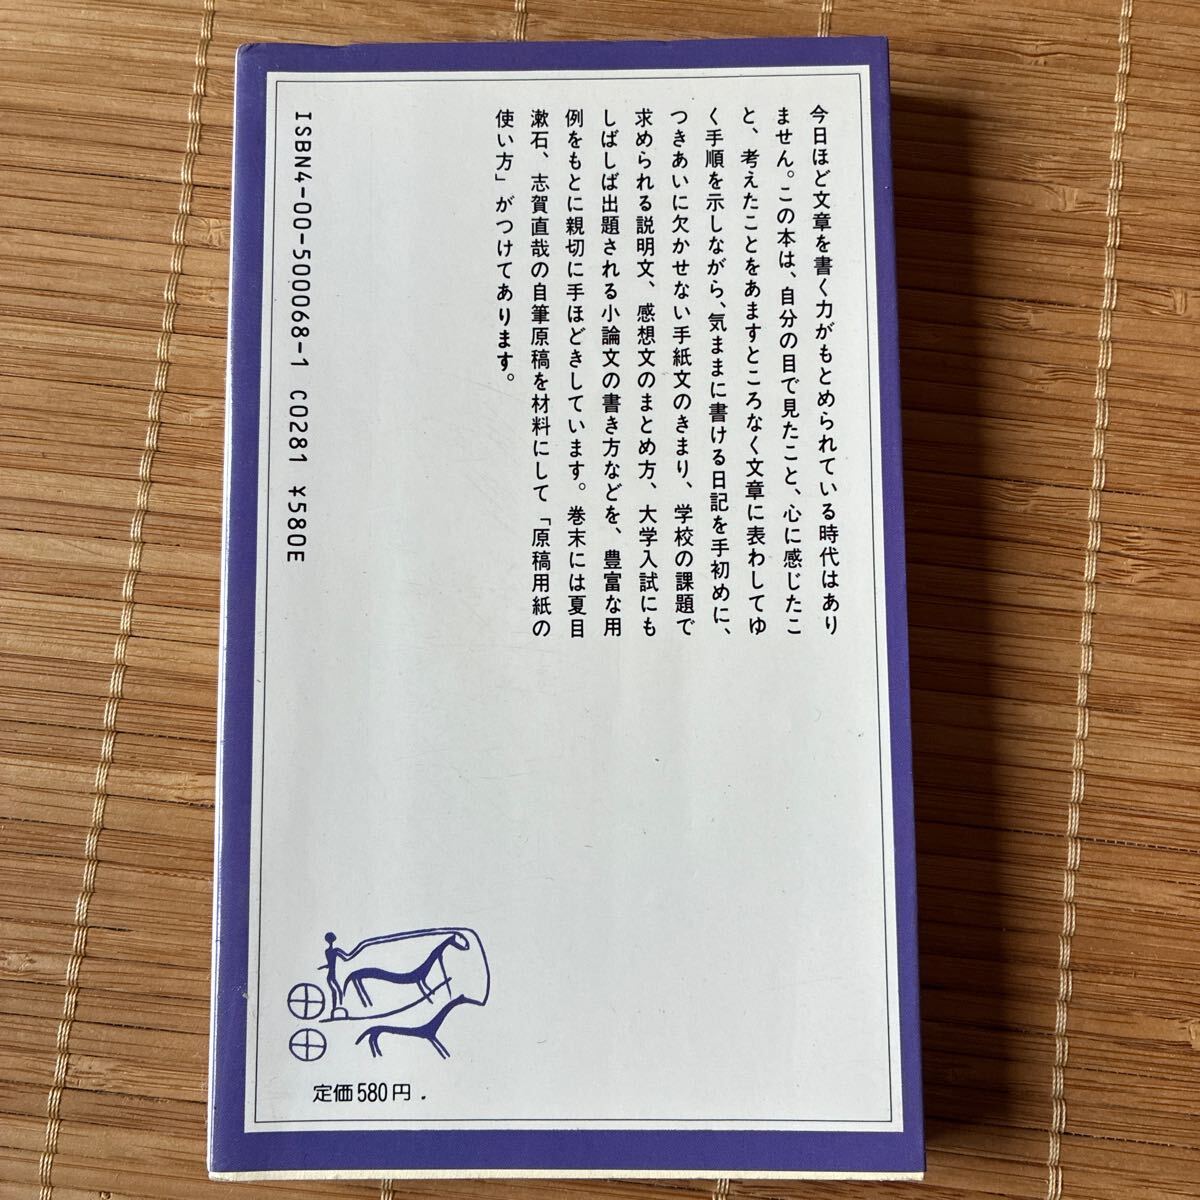 今日ほど文章を書く力がもとめられている時代はあり
ません。この本は、自分の目で見たこと、心に感じたこ
と、考えたことをあますところなく文章に表わしてゆ
く手順を示しながら、気ままに書ける日記を手初めに、
つきあいに欠かせない手紙文のきまり、学校の課題で
求められる説明文、感想文のまとめ方、大学入試にも
しばしば出題される小論文の書き方などを、豊富な用
例をもとに親切に手ほどきしています。巻末には夏目
漱石、志賀直哉の自筆原稿を材料にして「原稿用紙の
使い方」がつけてあります。
ISBN4-00-500068-1 C0281 ¥580E
定価580円.